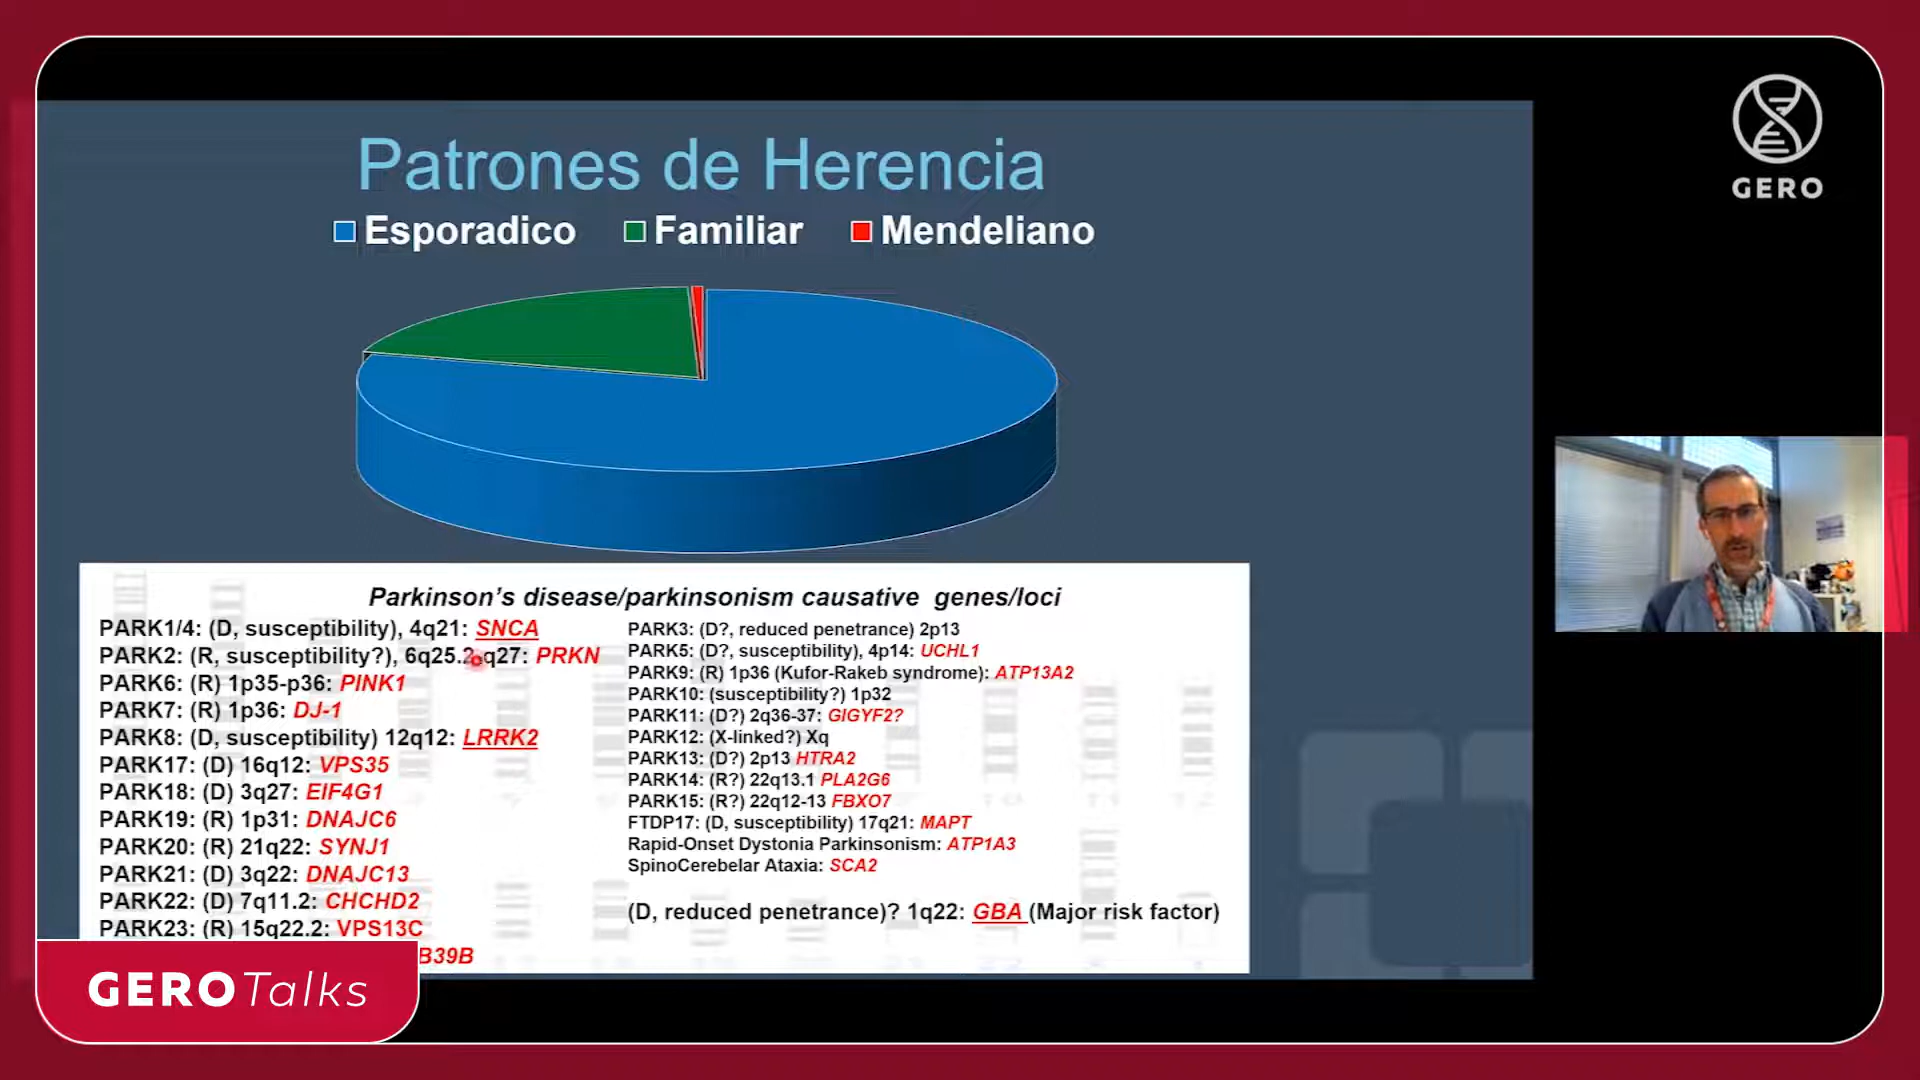 Patrones de Herencia
Esporadico Familiar Mendeliano
GERO
Parkinson's disease/parkinsonism causative genes/loci
PARK1/4: (D, susceptibility), 4q21: SNCA
PARK2: (R, susceptibility?), 6q25.2-q27: PRKN
PARK6: (R) 1p35-p36: PINK1
PARK7: (R) 1p36: DJ-1
PARK8: (D, susceptibility) 12q12: LRRK2
PARK17: (D) 16q12: VPS35
PARK18: (D) 3q27: EIF4G1
PARK19: (R) 1p31: DNAJC6
PARK20: (R) 21q22: SYNJ1
PARK21: (D) 3q22: DNAJC13
PARK22: (D) 7q11.2: CHCHD2
PARK23: (R) 15q22.2: VPS13C
B39B
PARK3: (D?, reduced penetrance) 2p13
PARK5: (D?, susceptibility), 4p14: UCHL1
PARK9: (R) 1p36 (Kufor-Rakeb syndrome): ATP13A2
PARK10: (susceptibility?) 1p32
PARK11: (D?) 2q36-37: GIGYF2?
PARK12: (X-linked?) Xq
PARK13: (D?) 2p13 HTRA2
PARK14: (R?) 22q13.1 PLA2G6
PARK15: (R?) 22q12-13 FBXO7
FTDP17: (D, susceptibility) 17q21: MAPT
Rapid-Onset Dystonia Parkinsonism: ATP1A3
SpinoCerebelar Ataxia: SCA2
(D, reduced penetrance)? 1q22: GBA (Major risk factor)
GERO Talks